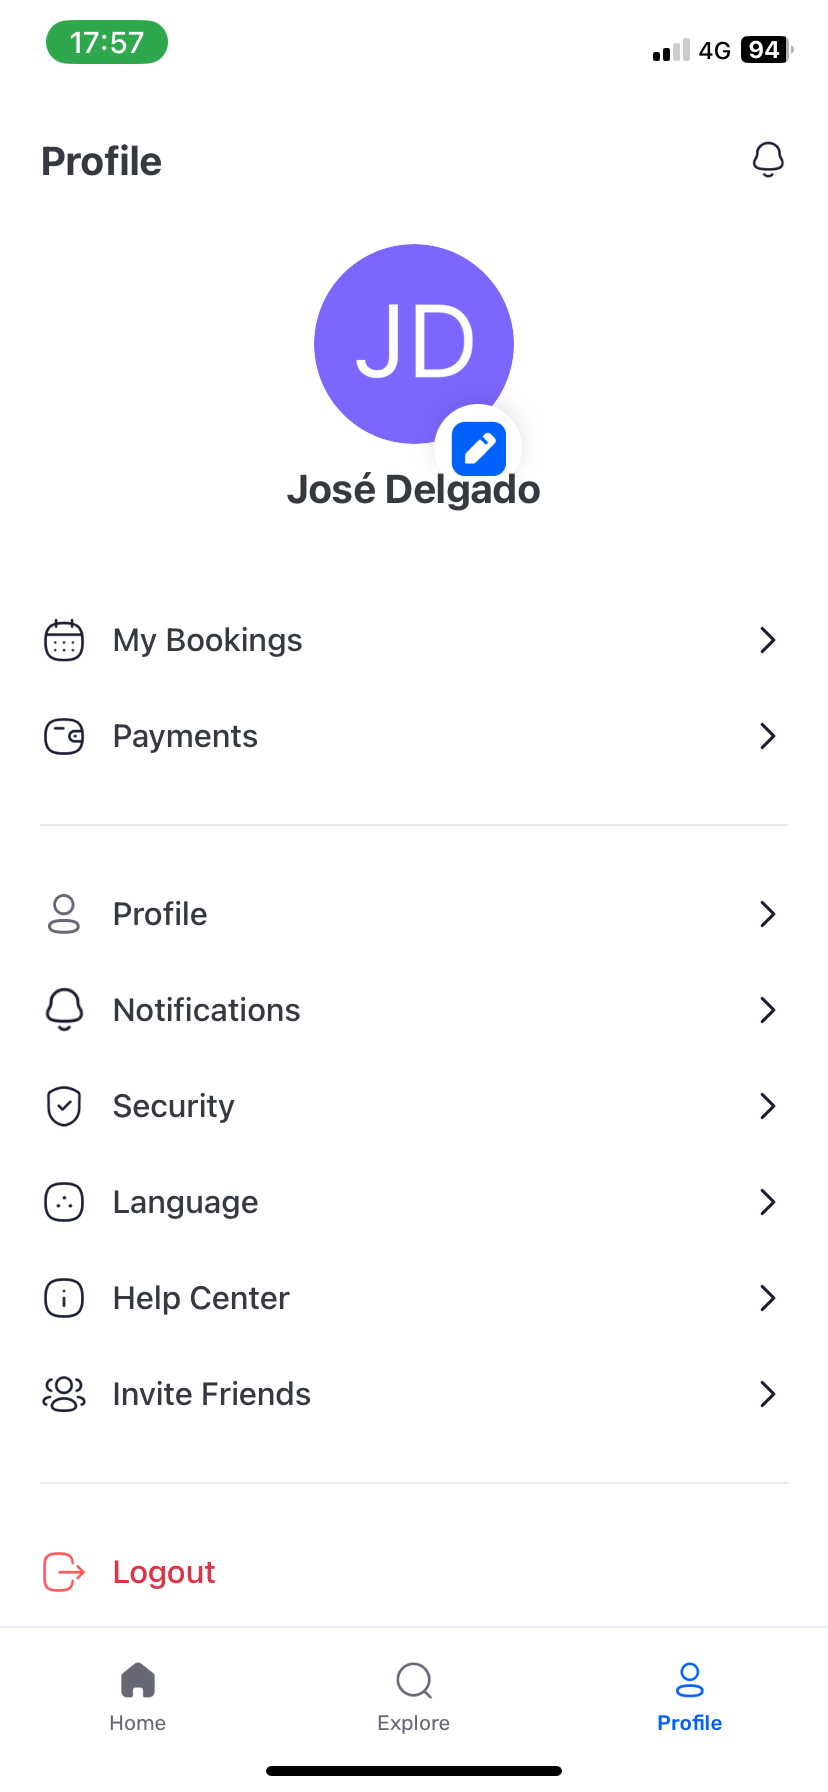 17:57
4G 94
Profile
JD
José Delgado
My Bookings
Payments
Profile
Notifications
Security
Language
Help Center
Invite Friends
Logout
Home Explore Profile